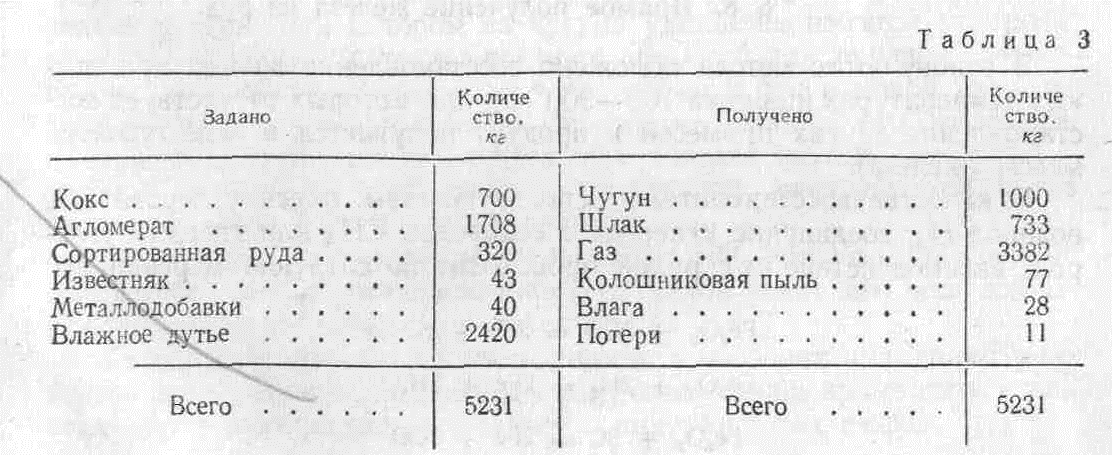 Таблица 3
Задано Количе Получено Количе
ство, ство,
кг кг
Кокс . . . . . . . . . . 700 Чугун . . . . . . . . . . 1000
Агломерат . . . . . . . 1708 Шлак . . . . . . . . . . 733
Сортированная руда . . . . 320 Газ . . . . . . . . . . . 3382
Известняк . . . . . . . . 43 Колошниковая пыль . . . . 77
Металлодобавки . . . . . 40 Влага . . . . . . . . . 28
Влажное дутье . . . . . . 2420 Потери . . . . . . . . . 11
Всего . . . . . . 5231 Всего . . . . . 5231